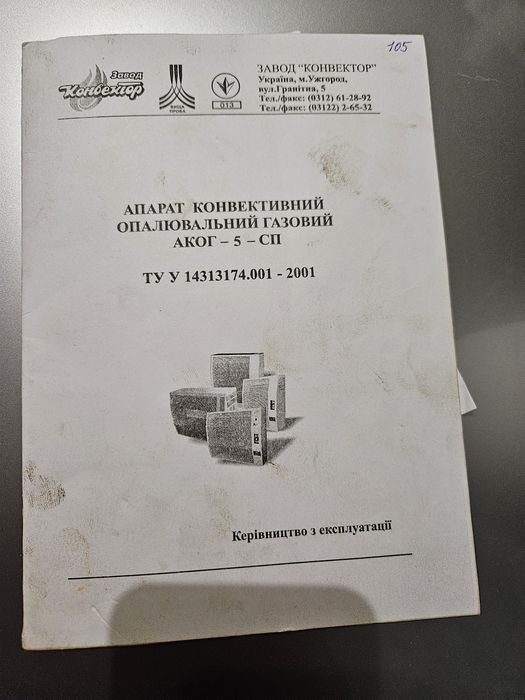 105
Завод
Конвектор
ВИЩА
ПРОБА
013
ЗАВОД "КОНВЕКТОР"
Україна, м.Ужгород,
вул.Гранітна, 5
Тел./факс: (0312) 61-28-92
Тел./факс: (03122) 2-65-32
АПАРАТ КОНВЕКТИВНИЙ
ОПАЛЮВАЛЬНИЙ ГАЗОВИЙ
АКОГ – 5 – СП
ТУ У 14313174.001 - 2001
Керівництво з експлуатації